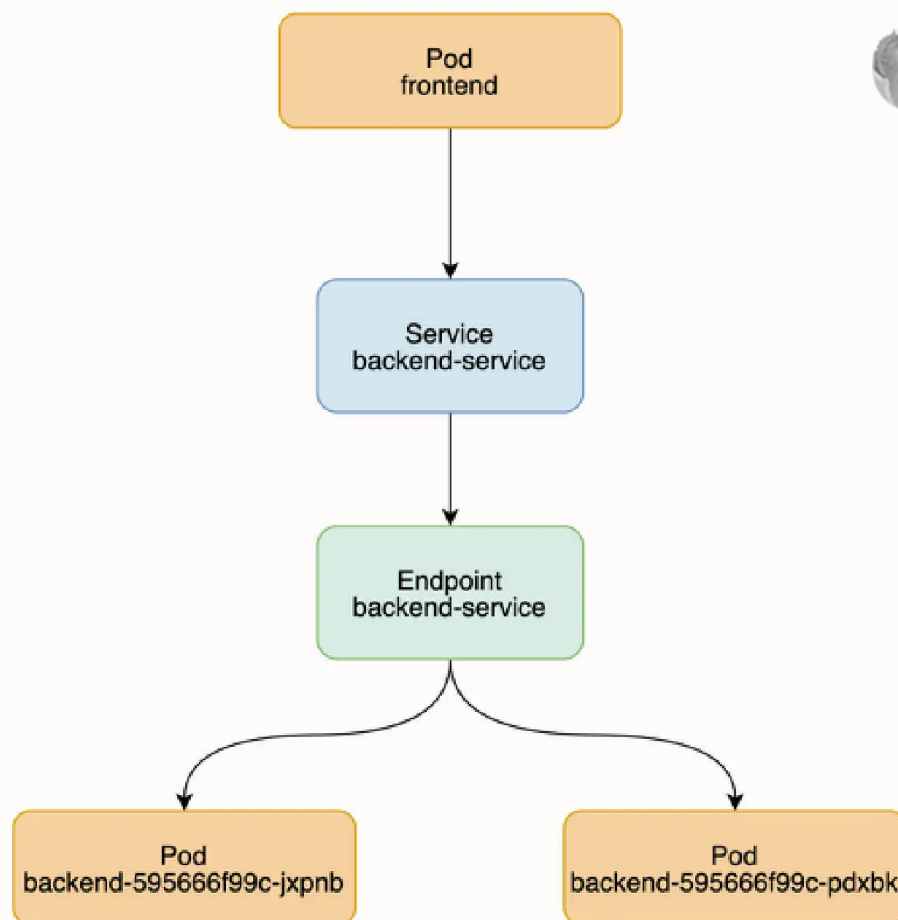 Pod
frontend
Service
backend-service
Endpoint
backend-service
Pod
backend-595666f99c-jxpnb
Pod
backend-595666f99c-pdxbk